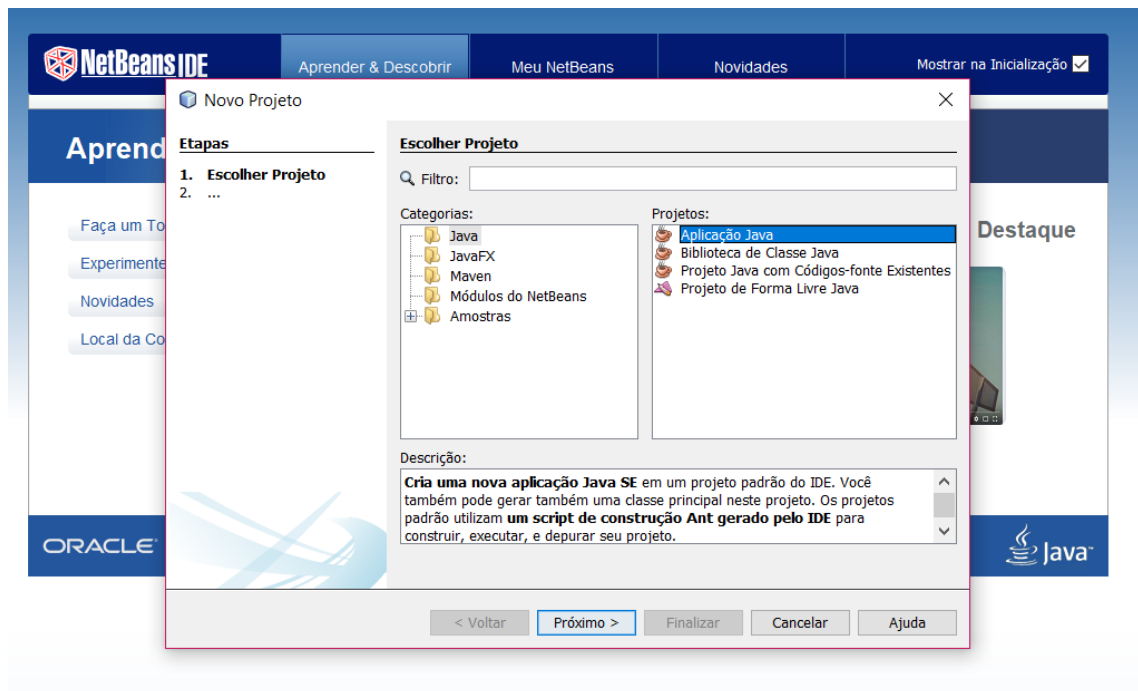 NetBeans IDE
Aprender & Descobrir
Meu NetBeans
Novidades
Mostrar na Inicialização
Novo Projeto
Aprend
Faça um To
Experimente
Novidades
Local da Co
Destaque
Etapas
1. Escolher Projeto
2. ...
Escolher Projeto
Filtro:
Categorias:
Java
JavaFX
Maven
Módulos do NetBeans
Amostras
Projetos:
Aplicação Java
Biblioteca de Classe Java
Projeto Java com Códigos-fonte Existentes
Projeto de Forma Livre Java
Descrição:
Cria uma nova aplicação Java SE em um projeto padrão do IDE. Você
também pode gerar também uma classe principal neste projeto. Os projetos
padrão utilizam um script de construção Ant gerado pelo IDE para
construir, executar, e depurar seu projeto.
ORACLE
Java
< Voltar
Próximo >
Finalizar
Cancelar
Ajuda